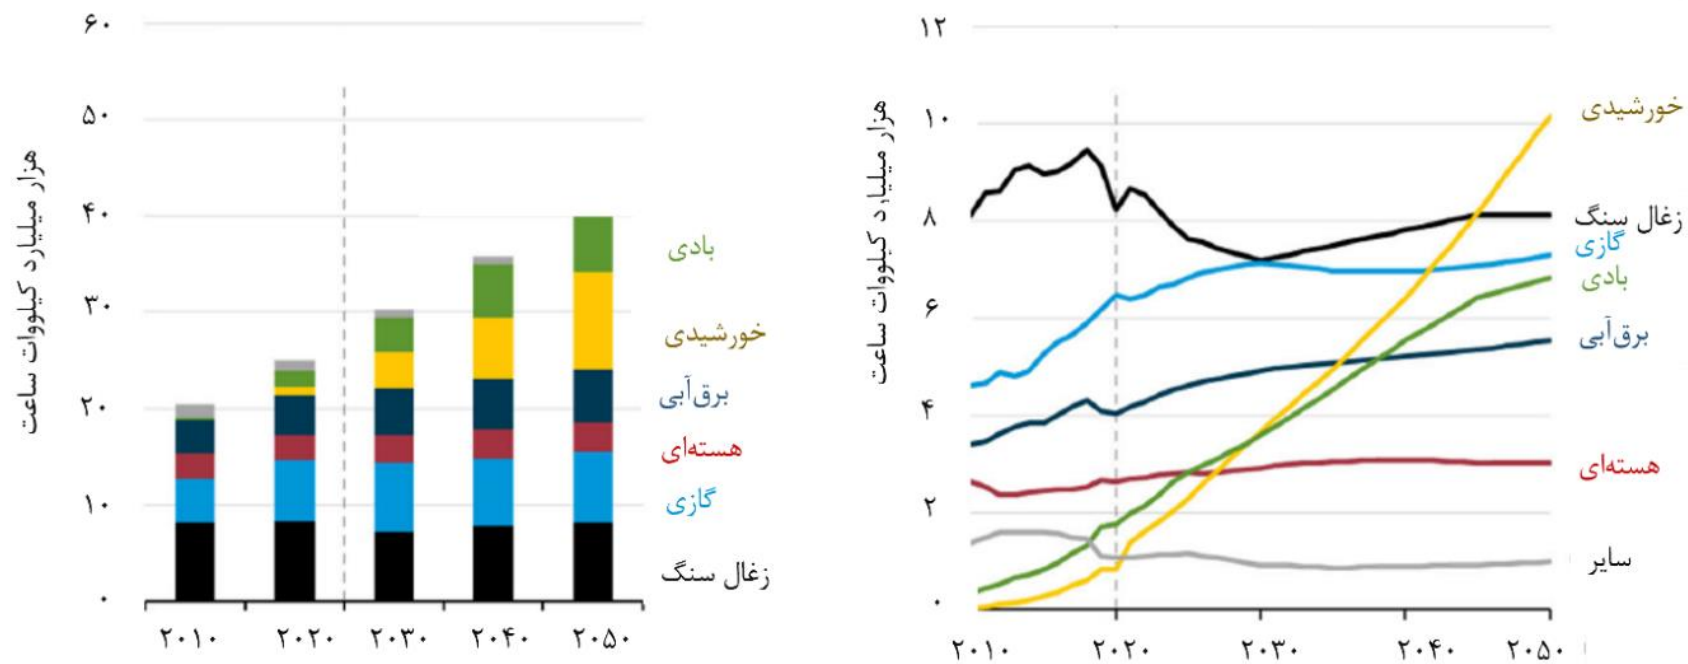 هزار میلیارد کیلووات ساعت
۶۰
۵۰
۴۰
۳۰
۲۰
۱۰
۰
۲۰۱۰
۲۰۲۰
۲۰۳۰
۲۰۴۰
۲۰۵۰
بادی
خورشیدی
برق‌آبی
هسته‌ای
گازی
زغال سنگ
هزار میلیارد کیلووات ساعت
۱۲
۱۰
۸
۶
۴
۲
۰
۲۰۱۰
۲۰۲۰
۲۰۳۰
۲۰۴۰
۲۰۵۰
خورشیدی
زغال سنگ
گازی
بادی
برق‌آبی
هسته‌ای
سایر